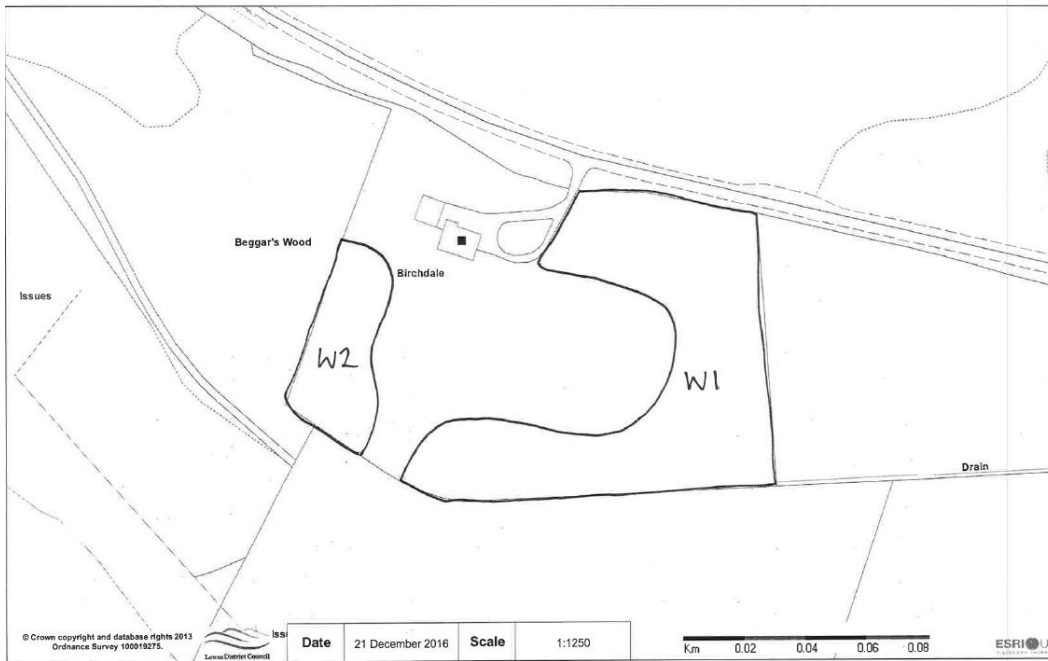 Beggar's Wood
Birchdale
Issues
W2
W1
Drain
© Crown copyright and database rights 2013
Ordnance Survey 100019275.
Lewes District Council
Date 21 December 2016 Scale 1:1250
Km 0.02 0.04 0.06 0.08
ESRI